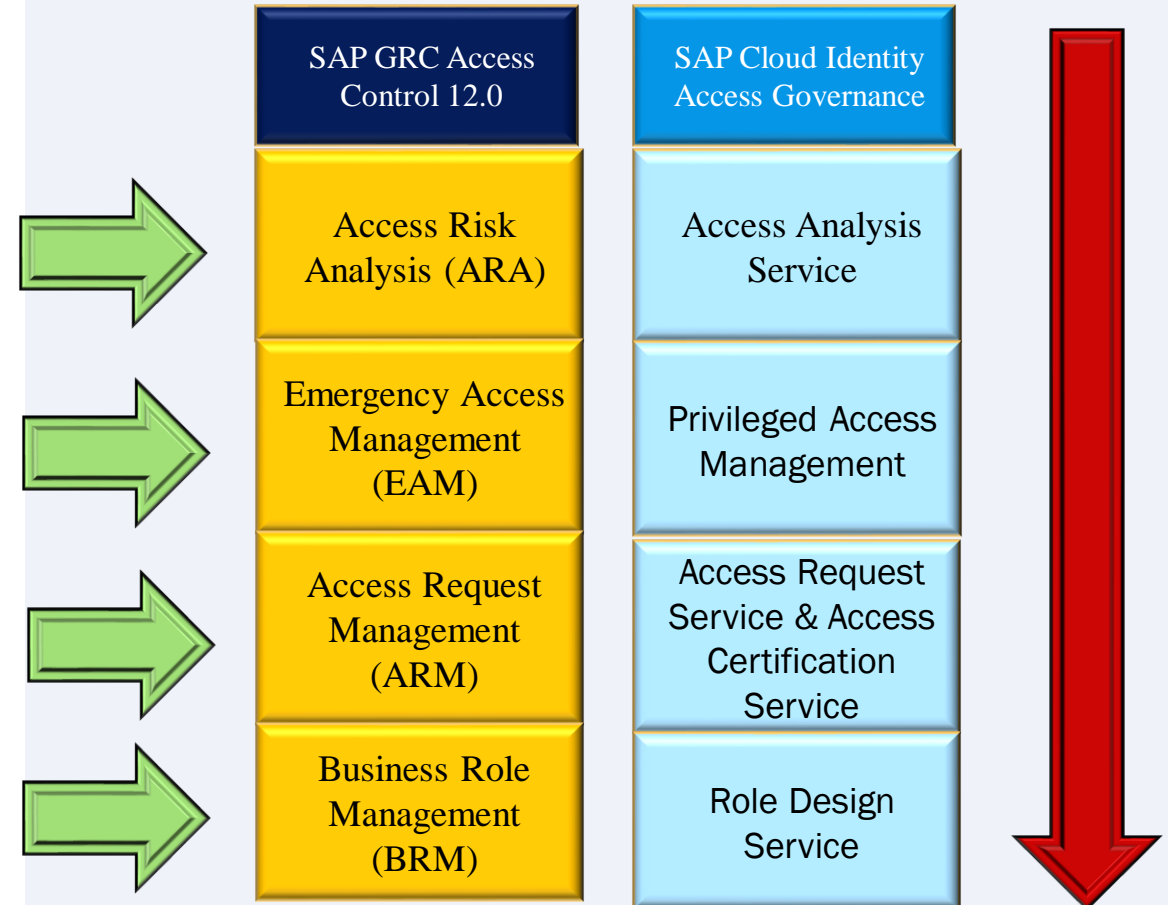 SAP GRC Access
Control 12.0
SAP Cloud Identity
Access Governance
Access Risk
Analysis (ARA)
Access Analysis
Service
Emergency Access
Management
(EAM)
Privileged Access
Management
Access Request
Management
(ARM)
Access Request
Service & Access
Certification
Service
Business Role
Management
(BRM)
Role Design
Service